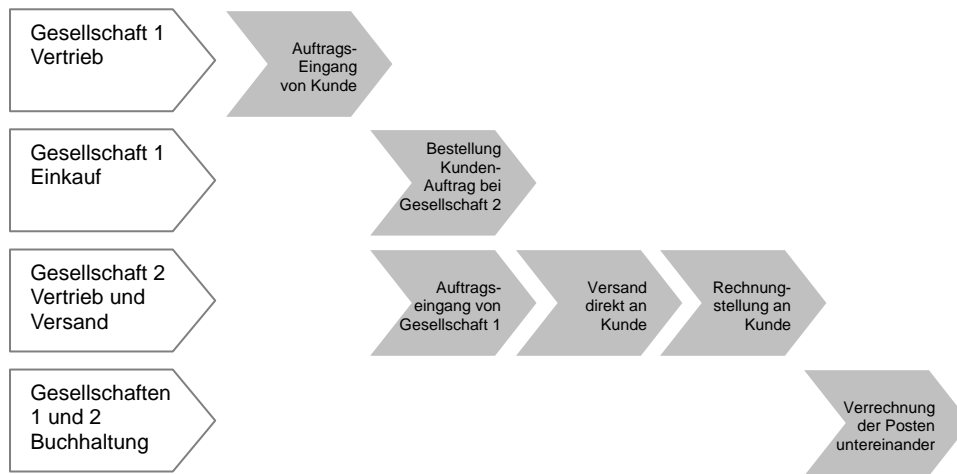 Gesellschaft 1
Vertrieb
Auftrags-
Eingang
von Kunde
Gesellschaft 1
Einkauf
Bestellung
Kunden-
Auftrag bei
Gesellschaft 2
Gesellschaft 2
Vertrieb und
Versand
Auftrags-
eingang von
Gesellschaft 1
Versand
direkt an
Kunde
Rechnung-
stellung an
Kunde
Gesellschaften
1 und 2
Buchhaltung
Verrechnung
der Posten
untereinander